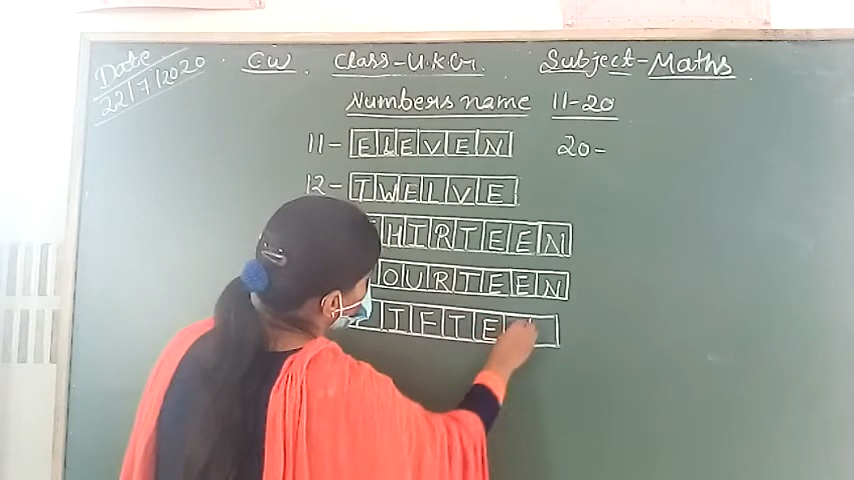 Date
22/7/2020
CW Class-U.K.G. Subject-Maths
Numbers name 11-20
11- ELEVEN
20-
12- TWELVE
HIRTEEN
OURTEEN
FIFTE